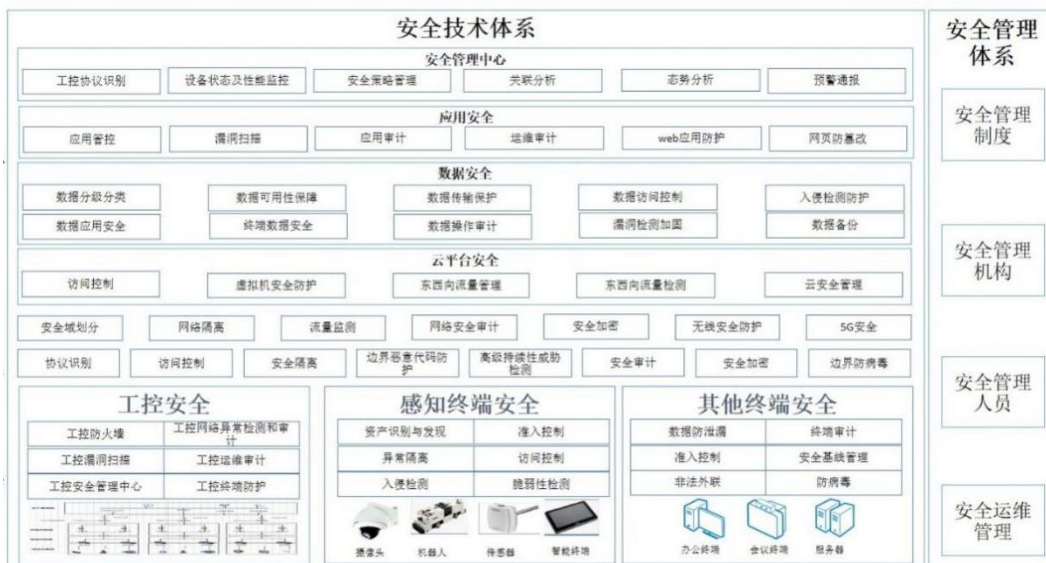 安全技术体系
安全管理中心
工控协议识别 设备状态及性能监控 安全策略管理 关联分析 态势分析 预警通报
应用安全
应用管控 漏洞扫描 应用审计 运维审计 web应用防护 网页防篡改
数据安全
数据分级分类 数据可用性保障 数据传输保护 数据访问控制 入侵检测防护
数据应用安全 终端数据安全 数据操作审计 漏洞检测加固 数据备份
云平台安全
访问控制 虚拟机安全防护 东西向流量管理 东西向流量检测 云安全管理
安全域划分 网络隔离 流量监测 网络安全审计 安全加密 无线安全防护 5G安全
协议识别 访问控制 安全隔离 边界恶意代码防护 高级持续性威胁检测 安全审计 安全加密 边界防病毒
工控安全
工控防火墙 工控网络异常检测和审计
工控漏洞扫描 工控运维审计
工控安全管理中心 工控终端防护
感知终端安全
资产识别与发现 准入控制
异常隔离 访问控制
入侵检测 脆弱性检测
摄像头 机器人 传感器 智能终端
其他终端安全
数据防泄漏 终端审计
准入控制 安全基线管理
非法外联 防病毒
办公终端 会议终端 服务器
安全管理
体系
安全管理
制度
安全管理
机构
安全管理
人员
安全运维
管理